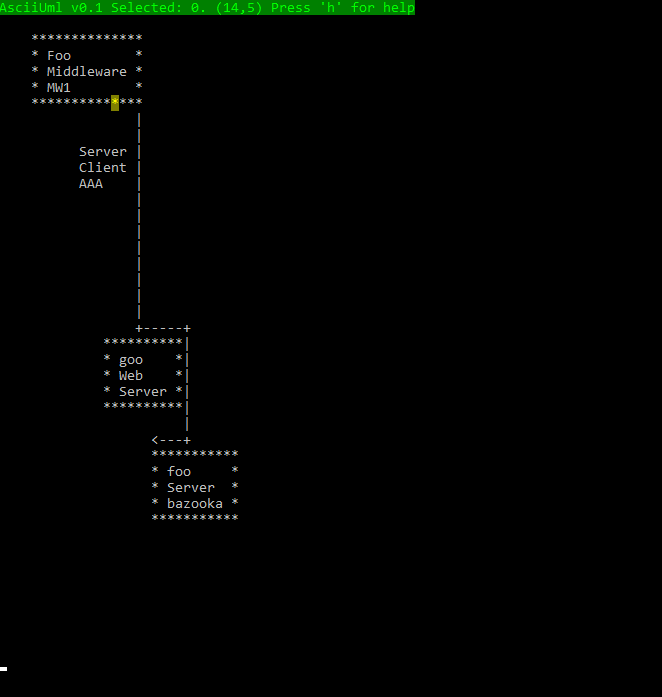 AsciiUml v0.1 Selected: 0. (14,5) Press 'h' for help
Foo
Middleware
MW1
Server
Client
AAA
goo
Web
Server
foo
Server
bazooka